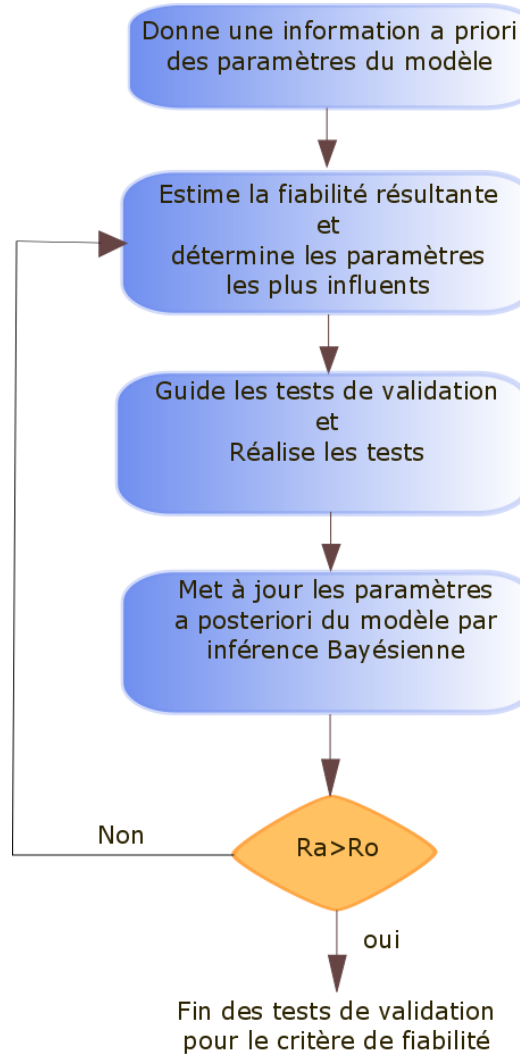 Donne une information a priori
des paramètres du modèle
Estime la fiabilité résultante
et
détermine les paramètres
les plus influents
Guide les tests de validation
et
Réalise les tests
Met à jour les paramètres
a posteriori du modèle par
inférence Bayésienne
Ra>Ro
Non
oui
Fin des tests de validation
pour le critère de fiabilité